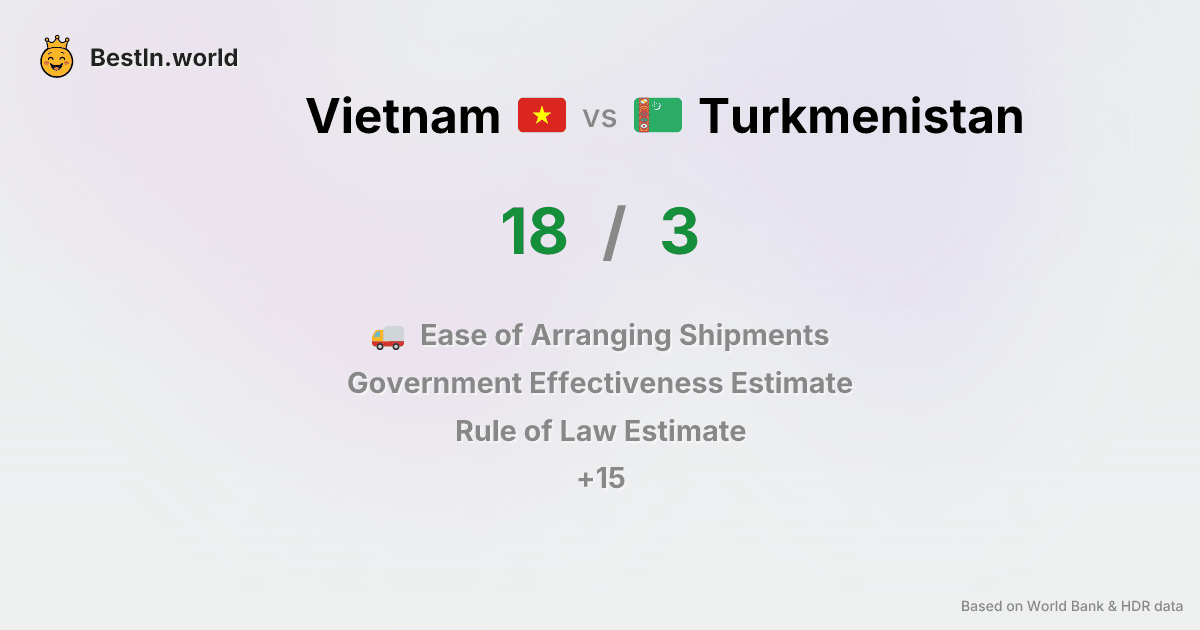 BestIn.world
Vietnam vs Turkmenistan
18 / 3
Ease of Arranging Shipments
Government Effectiveness Estimate
Rule of Law Estimate
+15
Based on World Bank & HDR data